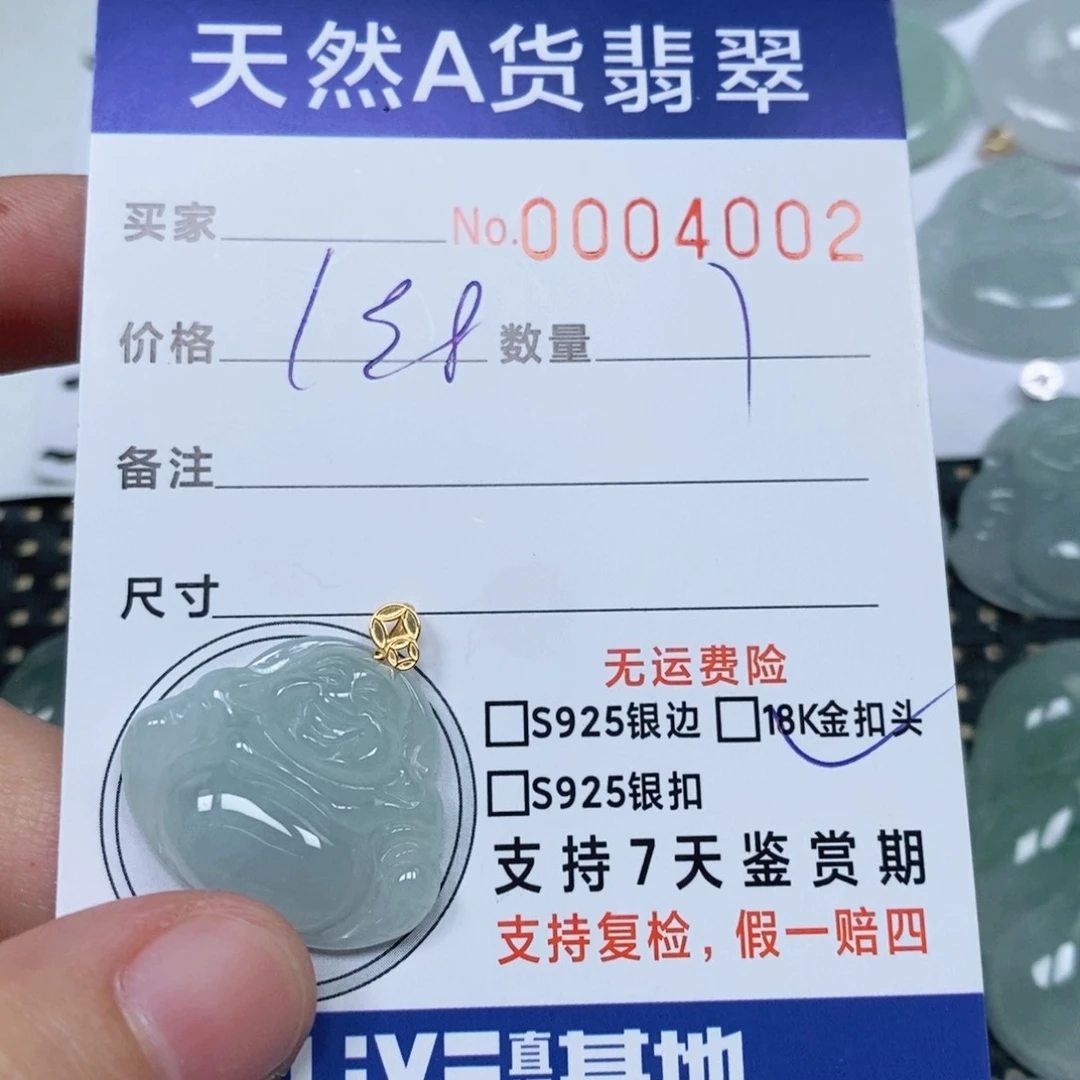 天然A货翡翠
买家 No.0004002
价格 数量
备注
尺寸
无运费险
□S925银边 □18K金扣头
□S925银扣
支持7天鉴赏期
支持复检，假一赔四
基地